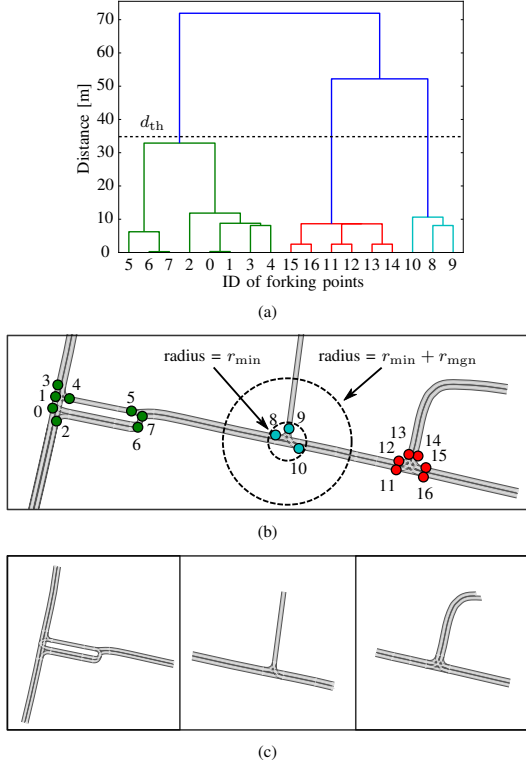 70
60
50
40
30
20
10
0
Distance [m]
d_th
5 6 7 2 0 1 3 4 15 16 11 12 13 14 10 8 9
ID of forking points
(a)
radius = r_min
radius = r_min + r_mgn
3
4
1
0
2
5
7
6
8
9
10
13
14
12
15
11
16
(b)
(c)